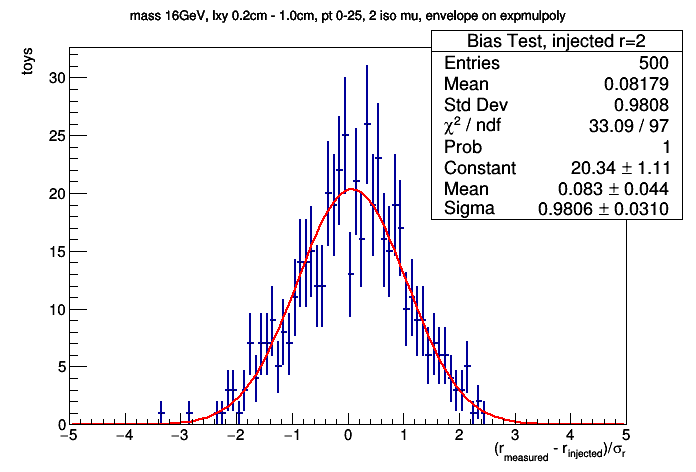 mass 16GeV, lxy 0.2cm - 1.0cm, pt 0-25, 2 iso mu, envelope on expmulpoly
Bias Test, injected r=2
Entries 500
Mean 0.08179
Std Dev 0.9808
χ² / ndf 33.09 / 97
Prob 1
Constant 20.34 ± 1.11
Mean 0.083 ± 0.044
Sigma 0.9806 ± 0.0310
toys
30
25
20
15
10
5
0
−5 −4 −3 −2 −1 0 1 2 3 4 5
(r_measured - r_injected)/σ_r